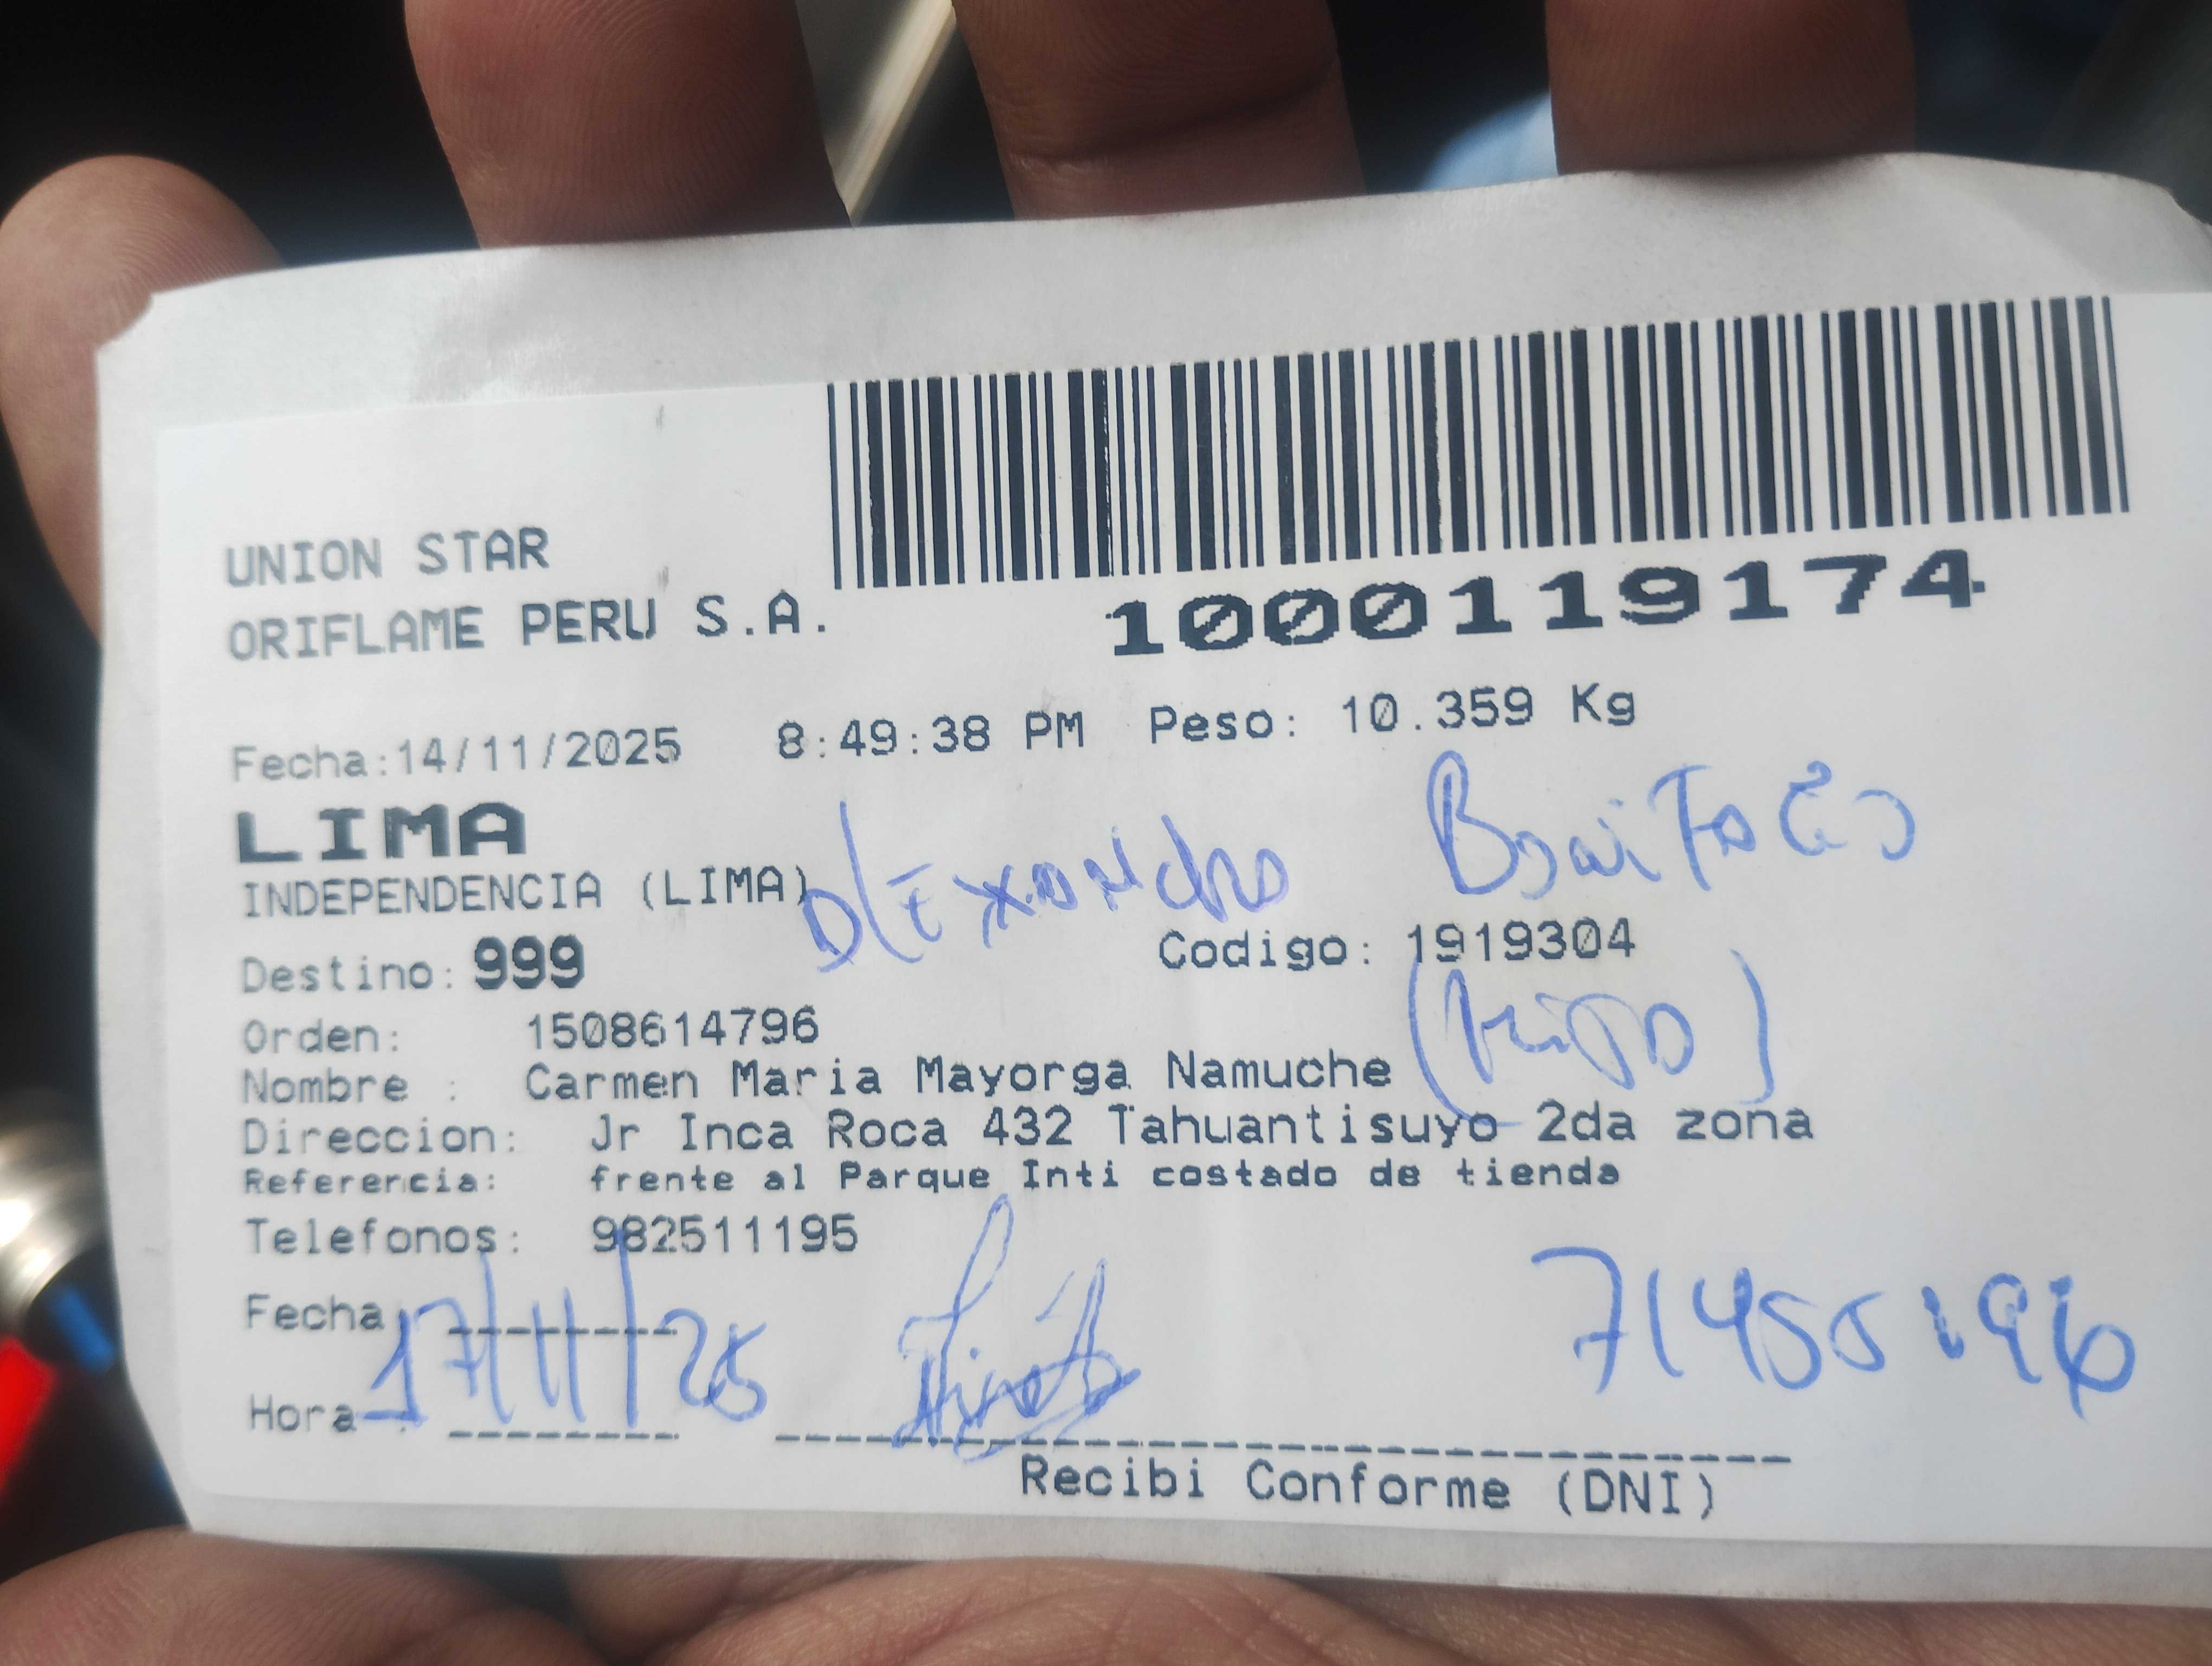 UNION STAR
ORIFLAME PERU S.A.
1000119174
Fecha:14/11/2025 8:49:38 PM Peso: 10.359 Kg
LIMA
INDEPENDENCIA (LIMA)
Destino: 999 Codigo: 1919304
Orden: 1508614796
Nombre : Carmen Maria Mayorga Namuche
Direccion: Jr Inca Roca 432 Tahuantisuyo 2da zona
Referencia: frente al Parque Inti costado de tienda
Telefonos: 982511195
Fecha: 17/11/25
71455196
Hora :
Recibi Conforme (DNI)